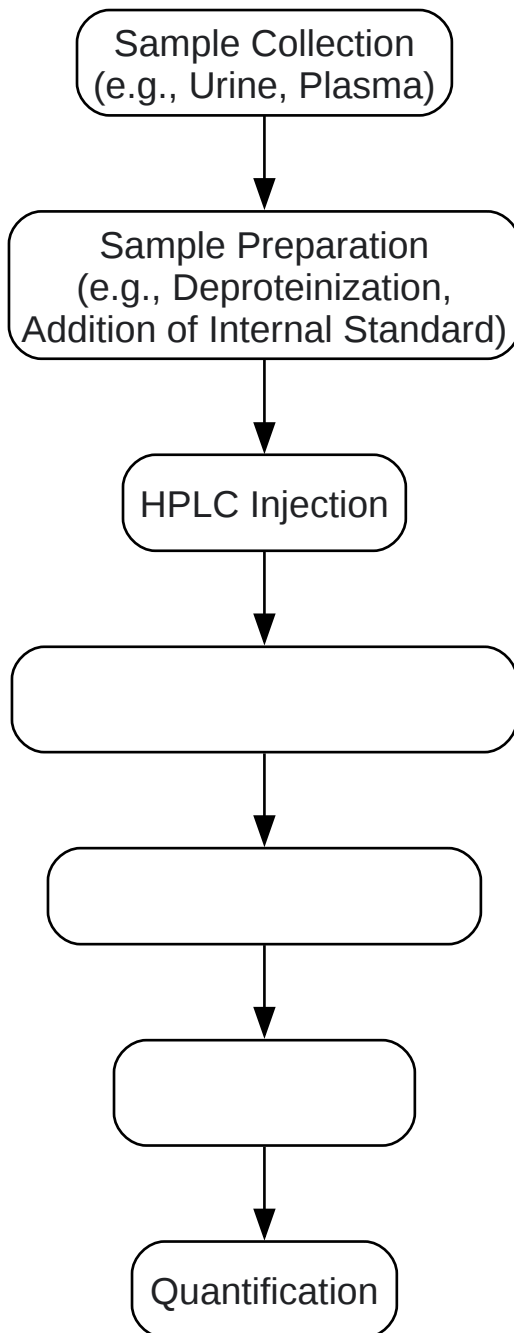 Sample Collection
(e.g., Urine, Plasma)
Sample Preparation
(e.g., Deproteinization,
Addition of Internal Standard)
HPLC Injection
Quantification